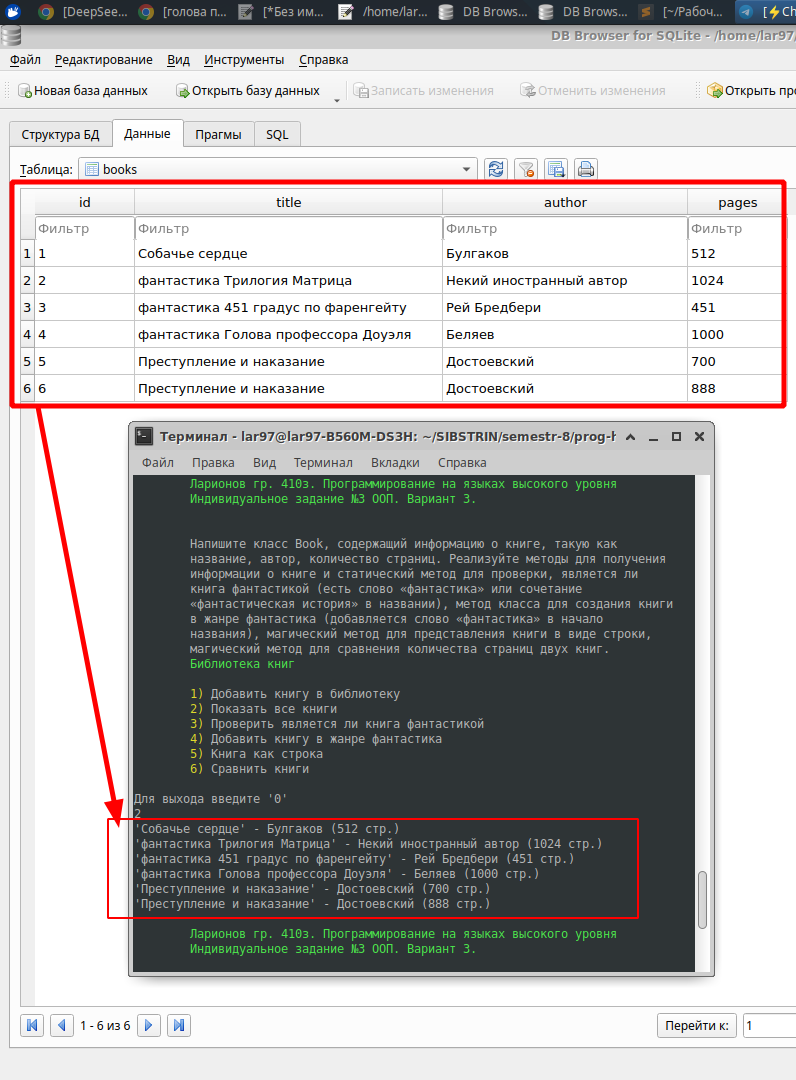 [DeepSee...
[голова п...
[*Без им...
/home/lar...
DB Brows...
DB Brows...
[~/Рабоч...
[⚡Ch
DB Browser for SQLite - /home/lar97/
Файл Редактирование Вид Инструменты Справка
Новая база данных Открыть базу данных Записать изменения Отменить изменения Открыть про
Структура БД Данные Прагмы SQL
Таблица: books
id title author pages
Фильтр Фильтр Фильтр Фильтр
1 1 Собачье сердце Булгаков 512
2 2 фантастика Трилогия Матрица Некий иностранный автор 1024
3 3 фантастика 451 градус по фаренгейту Рей Бредбери 451
4 4 фантастика Голова профессора Доуэля Беляев 1000
5 5 Преступление и наказание Достоевский 700
6 6 Преступление и наказание Достоевский 888
Терминал - lar97@lar97-B560M-DS3H: ~/SIBSTRIN/semestr-8/prog-h
Файл Правка Вид Терминал Вкладки Справка
Ларионов гр. 410з. Программирование на языках высокого уровня
Индивидуальное задание №3 ООП. Вариант 3.
Напишите класс Book, содержащий информацию о книге, такую как
название, автор, количество страниц. Реализуйте методы для получения
информации о книге и статический метод для проверки, является ли
книга фантастикой (есть слово «фантастика» или сочетание
«фантастическая история» в названии), метод класса для создания книги
в жанре фантастика (добавляется слово «фантастика» в начало
названия), магический метод для представления книги в виде строки,
магический метод для сравнения количества страниц двух книг.
Библиотека книг
1) Добавить книгу в библиотеку
2) Показать все книги
3) Проверить является ли книга фантастикой
4) Добавить книгу в жанре фантастика
5) Книга как строка
6) Сравнить книги
Для выхода введите '0'
2
'Собачье сердце' - Булгаков (512 стр.)
'фантастика Трилогия Матрица' - Некий иностранный автор (1024 стр.)
'фантастика 451 градус по фаренгейту' - Рей Бредбери (451 стр.)
'фантастика Голова профессора Доуэля' - Беляев (1000 стр.)
'Преступление и наказание' - Достоевский (700 стр.)
'Преступление и наказание' - Достоевский (888 стр.)
Ларионов гр. 410з. Программирование на языках высокого уровня
Индивидуальное задание №3 ООП. Вариант 3.
1 - 6 из 6 Перейти к: 1